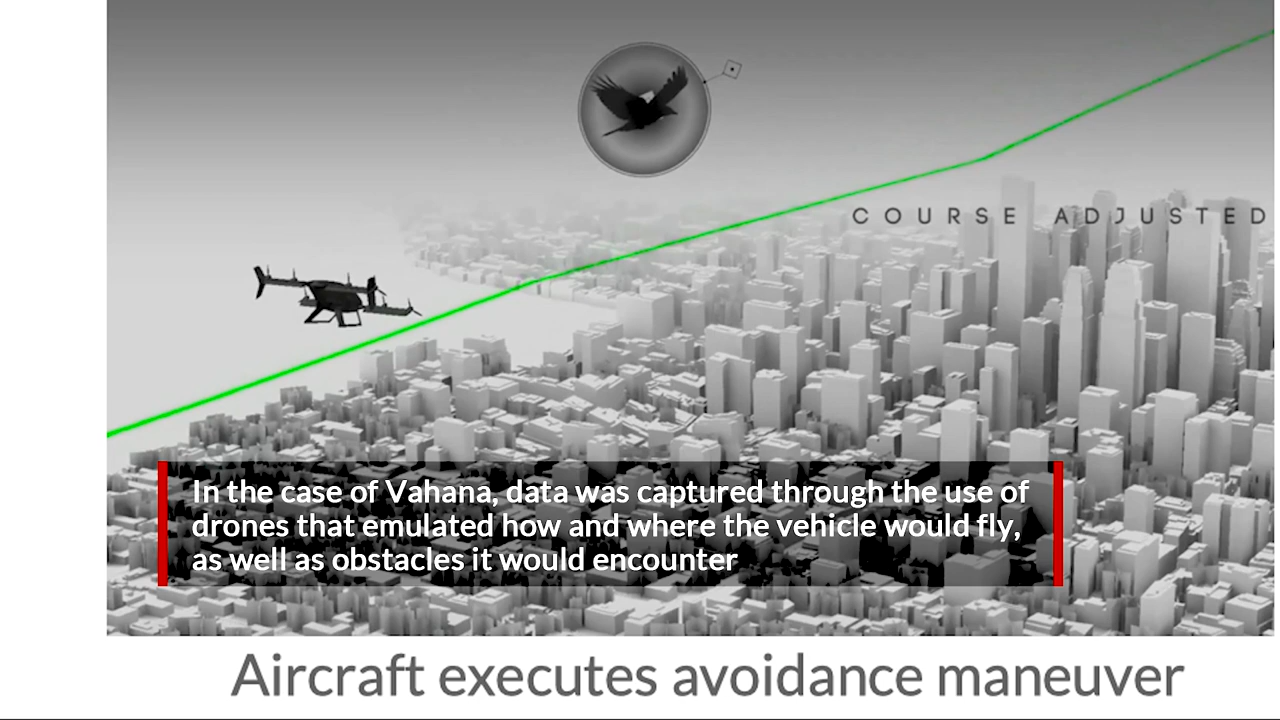 COURSE ADJUSTED
In the case of Vahana, data was captured through the use of
drones that emulated how and where the vehicle would fly,
as well as obstacles it would encounter
Aircraft executes avoidance maneuver